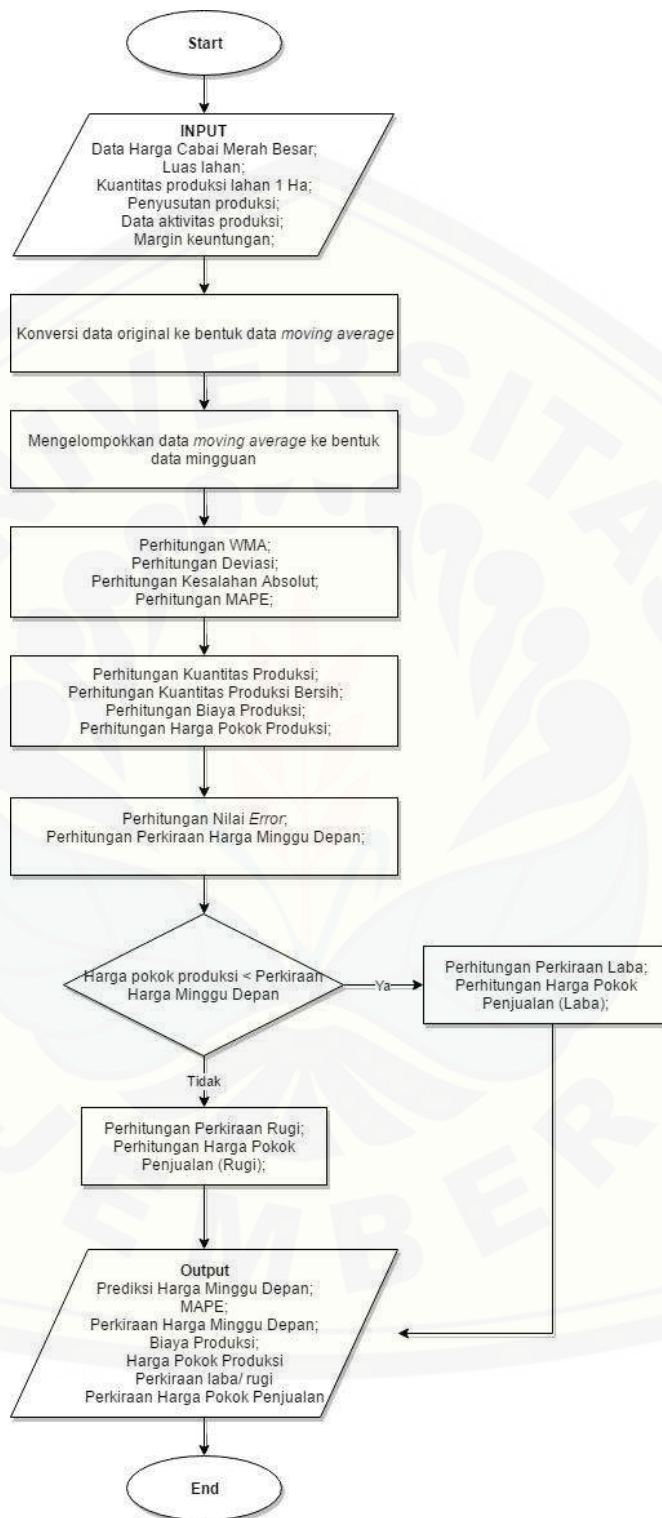 Start
INPUT
Data Harga Cabai Merah Besar;
Luas lahan;
Kuantitas produksi lahan 1 Ha;
Penyusutan produksi;
Data aktivitas produksi;
Margin keuntungan;
Konversi data original ke bentuk data moving average
Mengelompokkan data moving average ke bentuk
data mingguan
Perhitungan WMA;
Perhitungan Deviasi;
Perhitungan Kesalahan Absolut;
Perhitungan MAPE;
Perhitungan Kuantitas Produksi;
Perhitungan Kuantitas Produksi Bersih;
Perhitungan Biaya Produksi;
Perhitungan Harga Pokok Produksi;
Perhitungan Nilai Error;
Perhitungan Perkiraan Harga Minggu Depan;
Harga pokok produksi < Perkiraan
Harga Minggu Depan
Ya
Perhitungan Perkiraan Laba;
Perhitungan Harga Pokok
Penjualan (Laba);
Tidak
Perhitungan Perkiraan Rugi;
Perhitungan Harga Pokok
Penjualan (Rugi);
Output
Prediksi Harga Minggu Depan;
MAPE;
Perkiraan Harga Minggu Depan;
Biaya Produksi;
Harga Pokok Produksi
Perkiraan laba/ rugi
Perkiraan Harga Pokok Penjualan
End
UNIVERSITAS
JEMBER